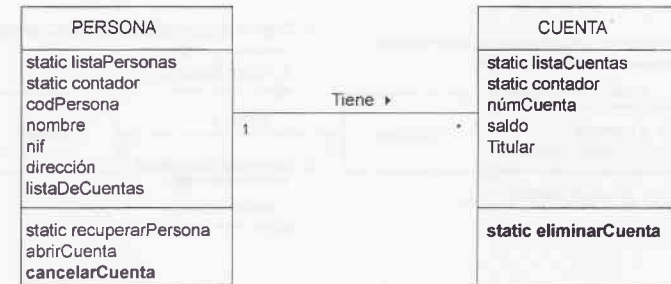 PERSONA
static listaPersonas
static contador
codPersona
nombre
nif
dirección
listaDeCuentas
static recuperarPersona
abrirCuenta
cancelarCuenta
Tiene ▸
1
*
CUENTA
static listaCuentas
static contador
númCuenta
saldo
Titular
static eliminarCuenta